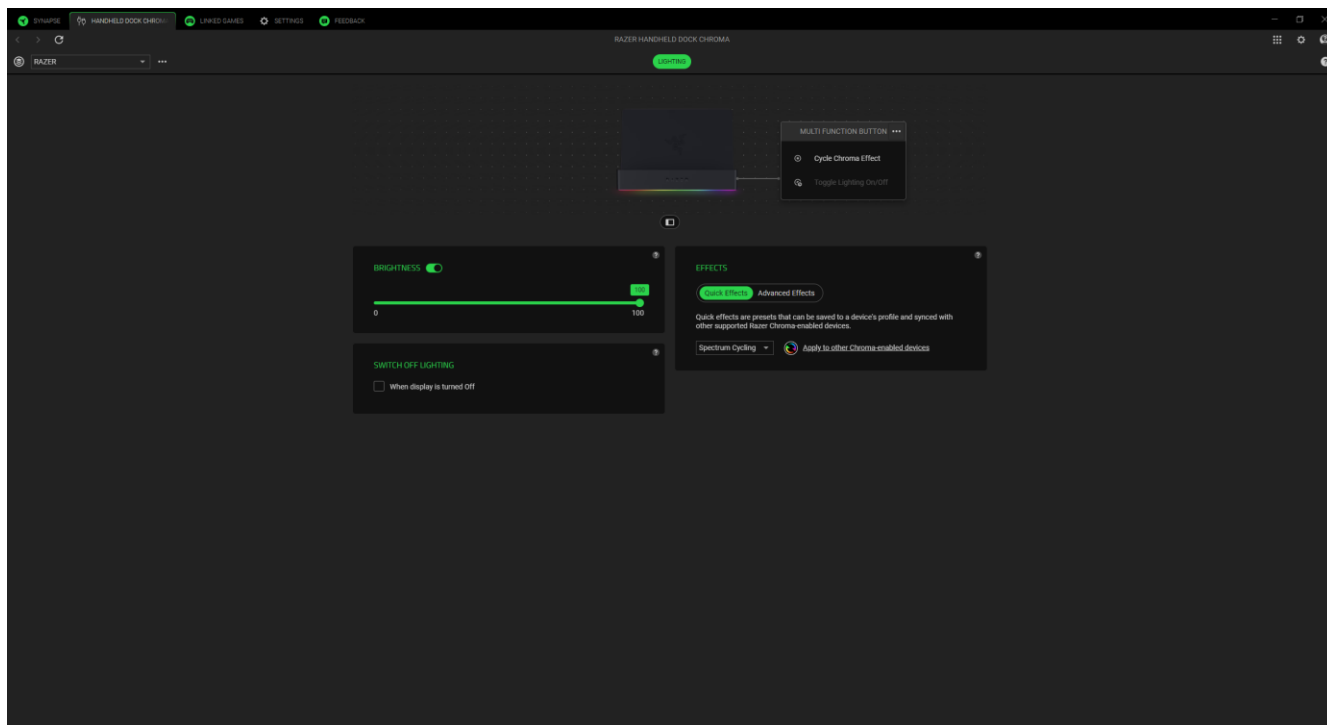 SYNAPSE
HANDHELD DOCK CHROMA
LINKED GAMES
SETTINGS
FEEDBACK
RAZER HANDHELD DOCK CHROMA
RAZER
LIGHTING
MULTI FUNCTION BUTTON
Cycle Chroma Effect
Toggle Lighting On/Off
BRIGHTNESS
100
0
100
SWITCH OFF LIGHTING
When display is turned Off
EFFECTS
Quick Effects Advanced Effects
Quick effects are presets that can be saved to a device's profile and synced with
other supported Razer Chroma-enabled devices.
Spectrum Cycling
Apply to other Chroma-enabled devices